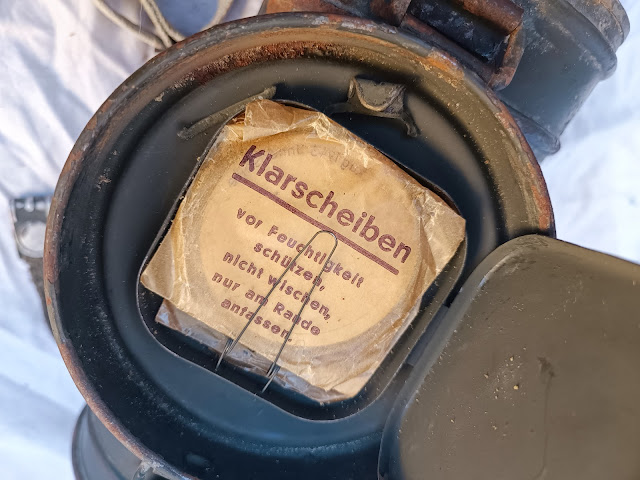 Klarscheiben
vor Feuchtigkeit
schützen,
nicht wischen,
nur am Rande
anfassen.